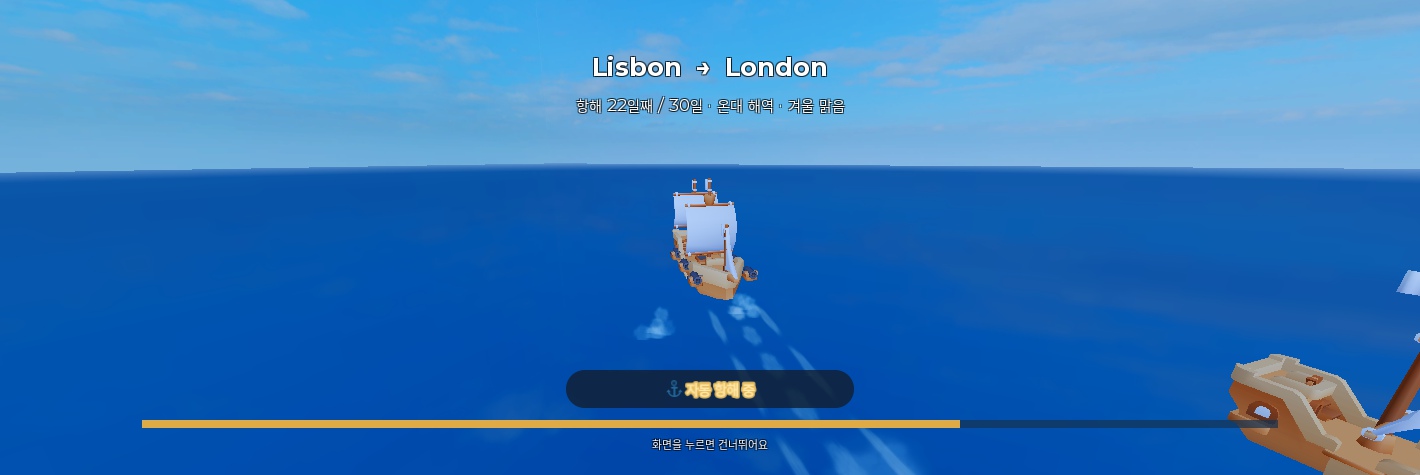 Lisbon → London
항해 22일째 / 30일 · 온대 해역 · 겨울 맑음
⚓ 자동 항해 중
화면을 누르면 건너뛰어요